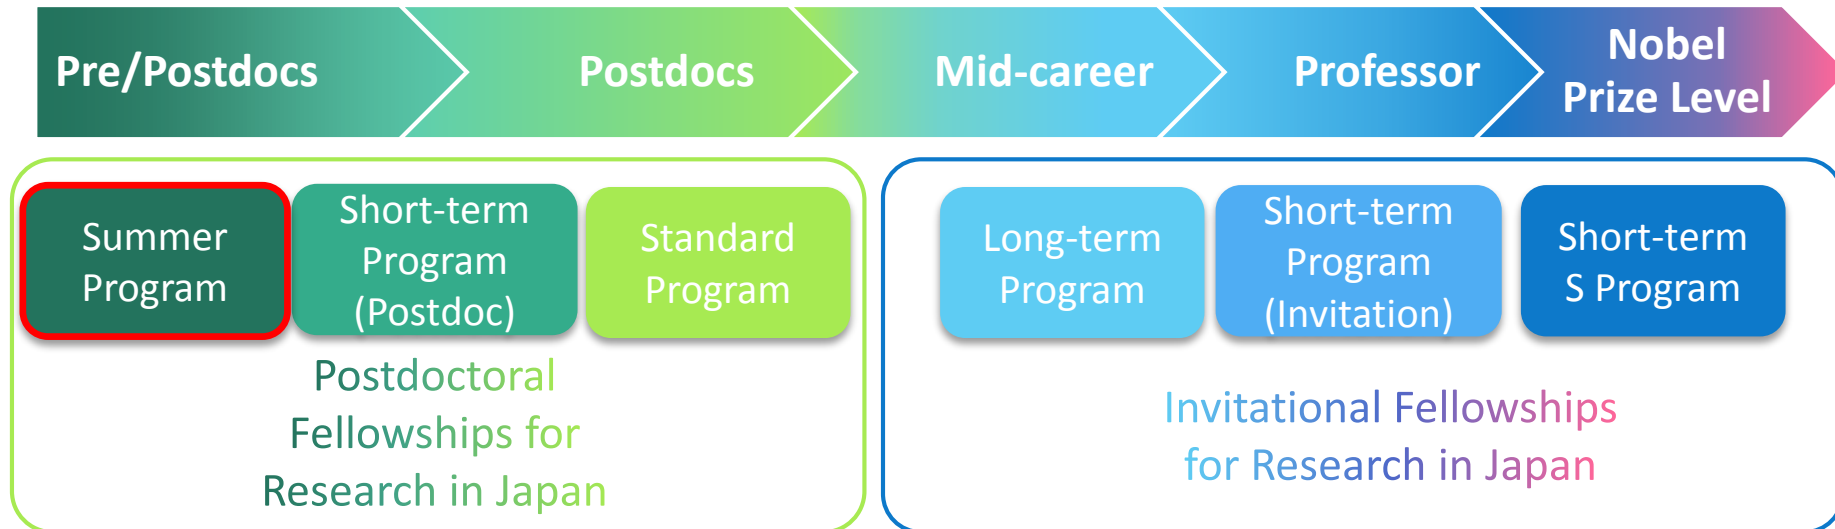 Pre/Postdocs
Postdocs
Mid-career
Professor
Nobel
Prize Level
Summer
Program
Short-term
Program
(Postdoc)
Standard
Program
Postdoctoral
Fellowships for
Research in Japan
Long-term
Program
Short-term
Program
(Invitation)
Short-term
S Program
Invitational Fellowships
for Research in Japan